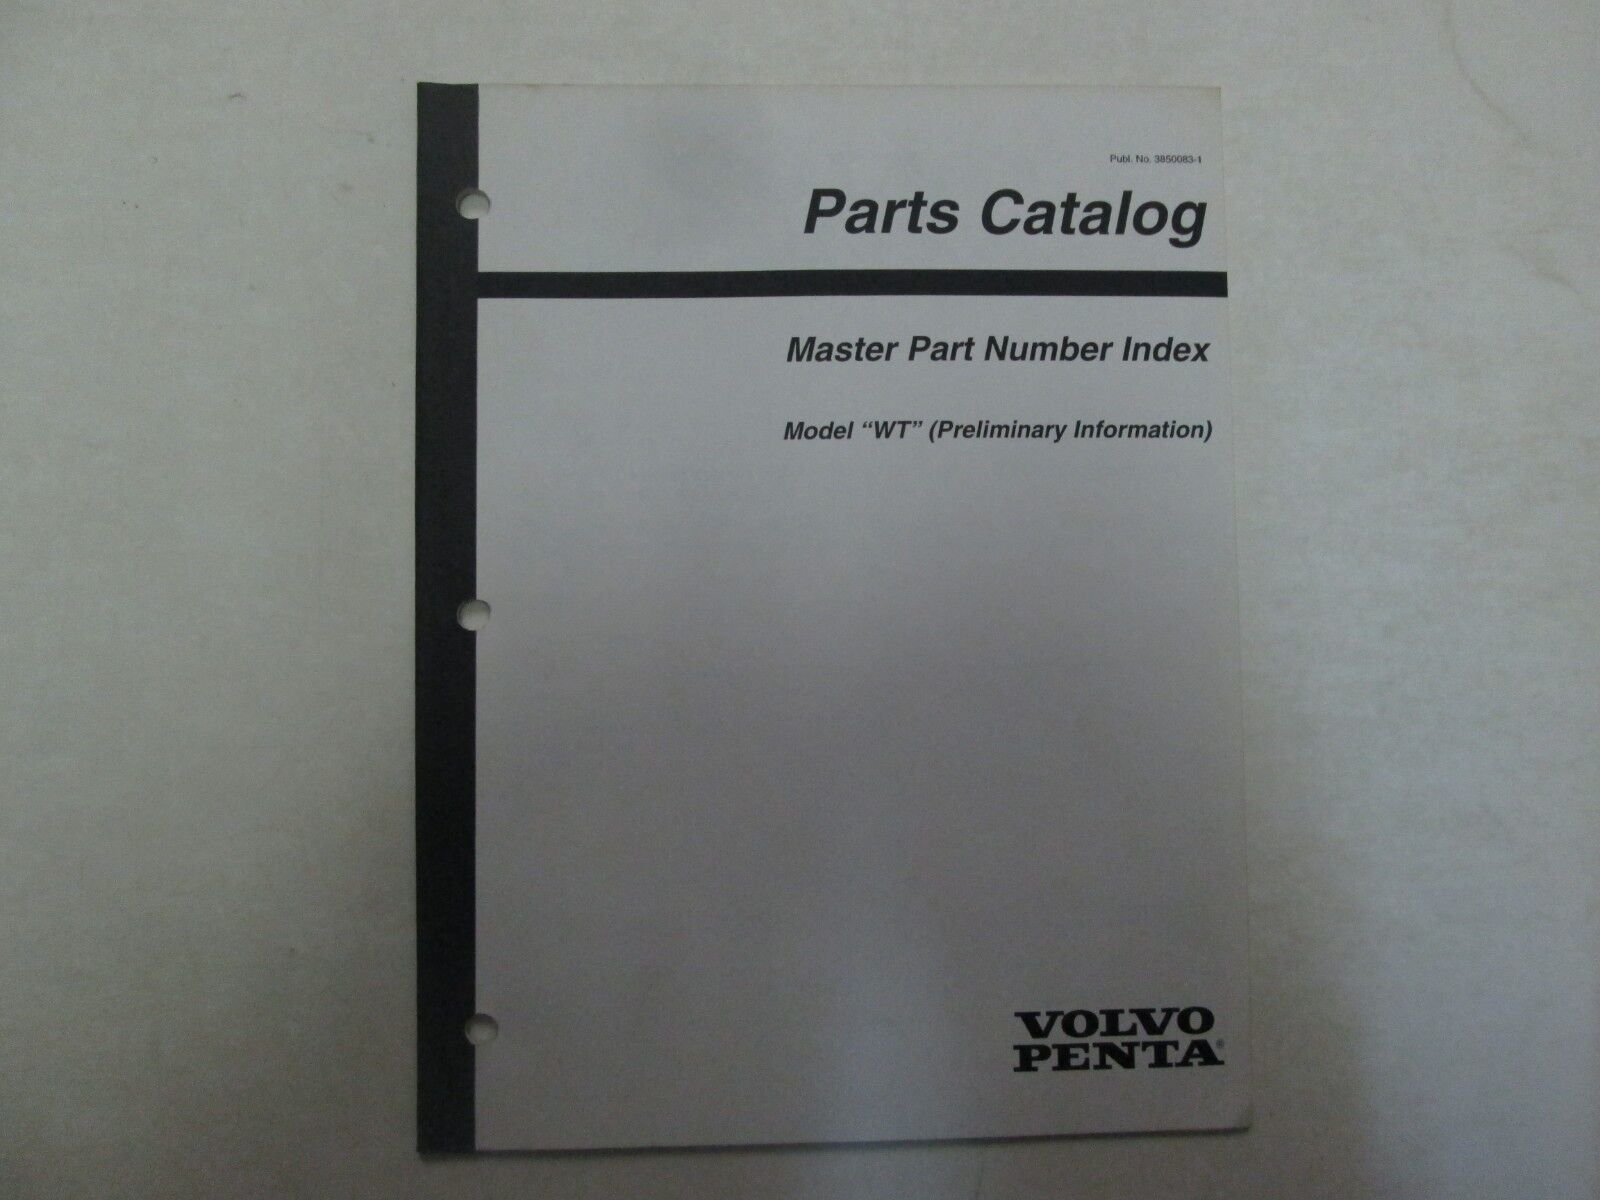 Publ. No. 3850083-1
Parts Catalog
Master Part Number Index
Model “WT” (Preliminary Information)
VOLVO
PENTA®